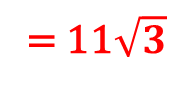 = 11√3